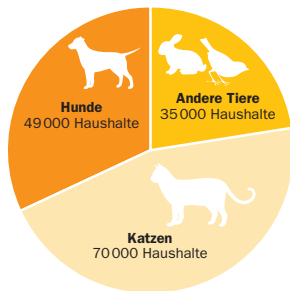 Hunde
49 000 Haushalte
Andere Tiere
35 000 Haushalte
Katzen
70 000 Haushalte